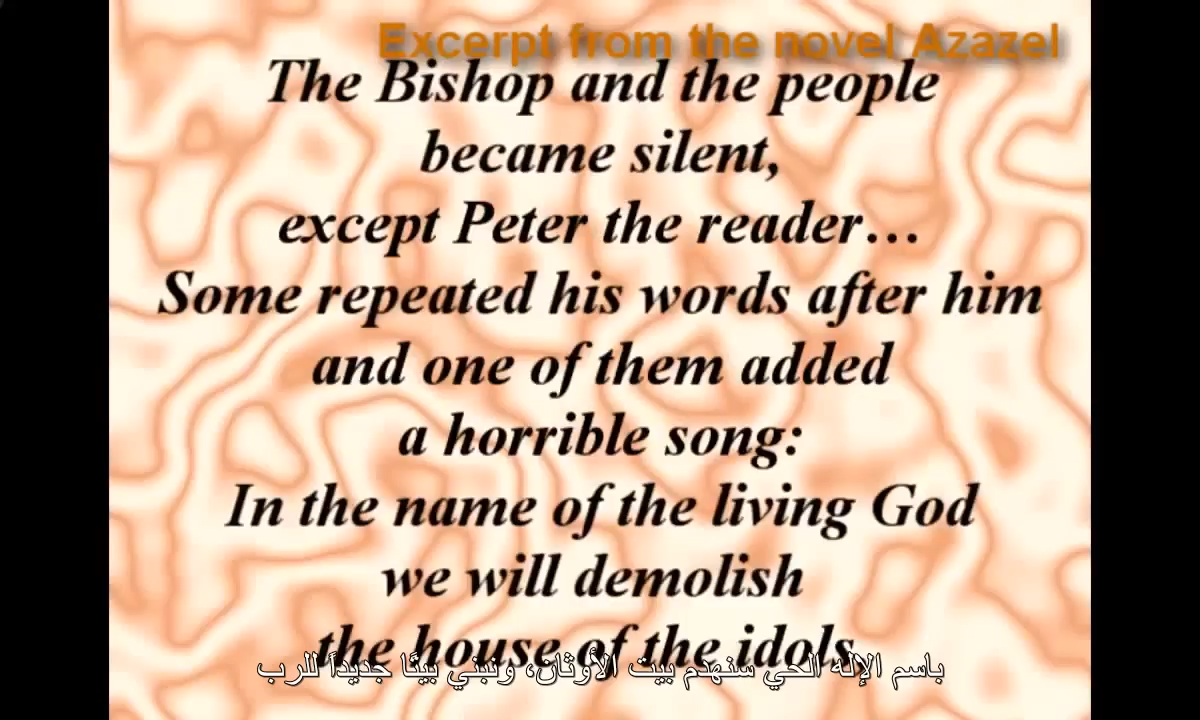 Excerpt from the novel Azazel
The Bishop and the people
became silent,
except Peter the reader…
Some repeated his words after him
and one of them added
a horrible song:
In the name of the living God
we will demolish
the house of the idols,
باسم الإله الحي سنهدم بيت الأوثان، ونبني بيتًا جديدًا للرب